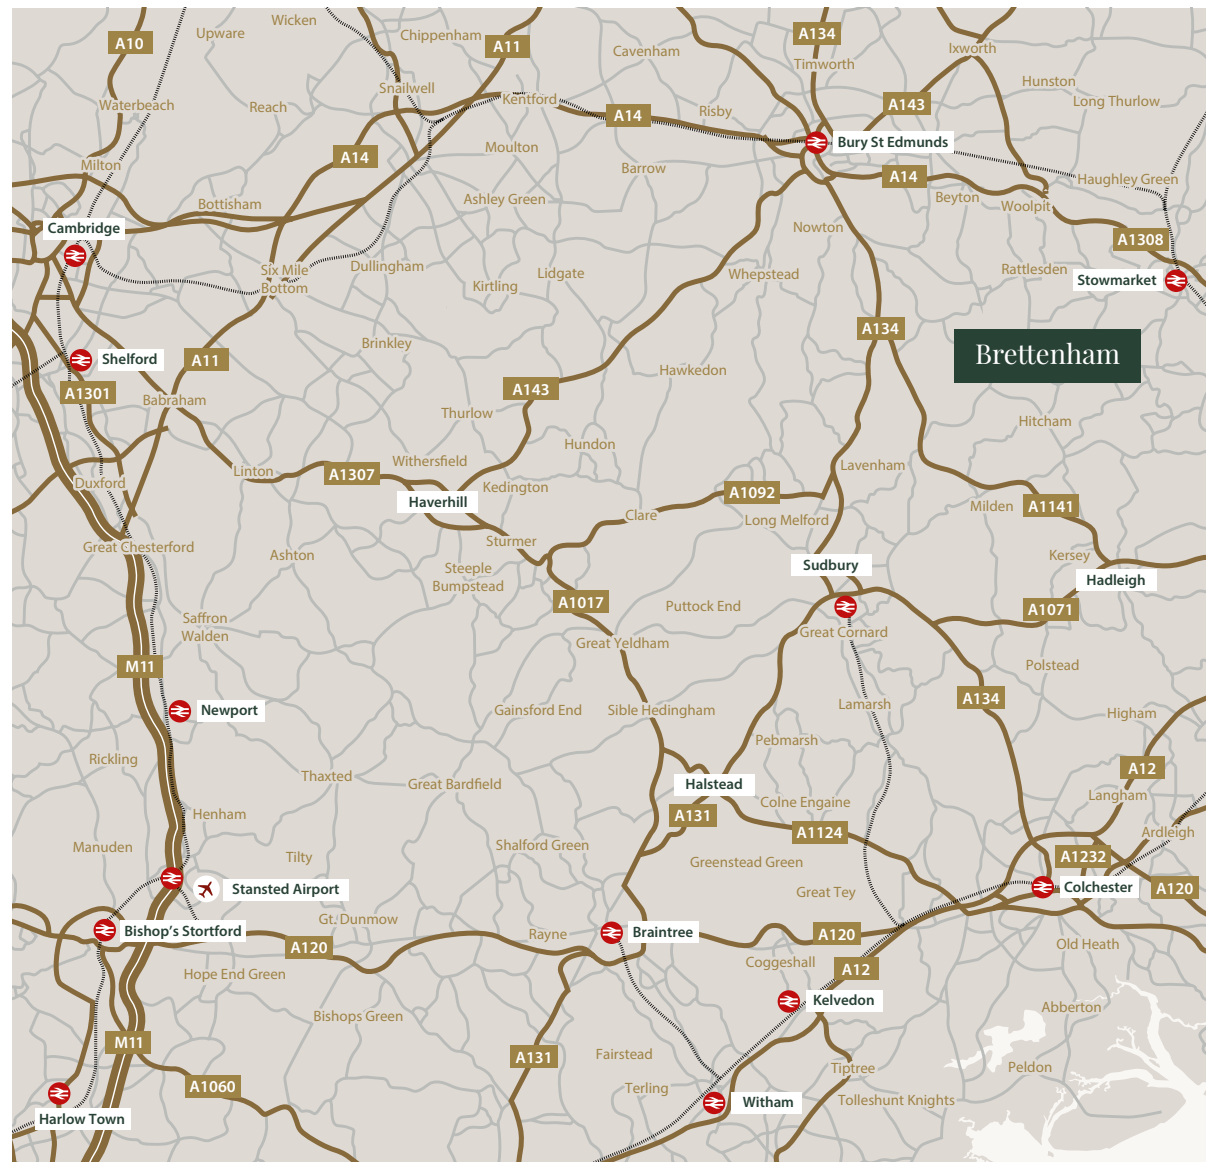 Wicken
Upware
A10
Chippenham
A11
Cavenham
A134
Timworth
Ixworth
Hunston
Long Thurlow
Waterbeach
Reach
Snailwell
Kentford
A14
Risby
A143
Bury St Edmunds
Milton
A14
Moulton
Barrow
A14
Haughley Green
Beyton
Woolpit
Bottisham
Ashley Green
Cambridge
Nowton
A1308
Six Mile
Bottom
Dullingham
Kirtling
Lidgate
Whepstead
Rattlesden
Stowmarket
Brinkley
A134
Brettenham
Shelford
A11
A1301
Babraham
Hawkedon
A143
Thurlow
Hitcham
Hundon
Linton
A1307
Withersfield
Lavenham
Duxford
Haverhill
Kedington
A1092
Clare
Long Melford
Milden
A1141
Great Chesterford
Ashton
Sturmer
Steeple
Bumpstead
Sudbury
Kersey
Hadleigh
A1017
Puttock End
A1071
Saffron
Walden
Great Yeldham
Great Cornard
M11
Polstead
Newport
Gainsford End
Sible Hedingham
Lamarsh
A134
Higham
Pebmarsh
Rickling
Thaxted
Great Bardfield
Halstead
A12
Langham
Colne Engaine
Henham
A131
A1124
Ardleigh
Manuden
Tilty
Shalford Green
Greenstead Green
A1232
Stansted Airport
Great Tey
Colchester
A120
Gt. Dunmow
Bishop's Stortford
A120
Rayne
Braintree
A120
Old Heath
Hope End Green
Coggeshall
A12
Kelvedon
Bishops Green
Abberton
M11
A131
Fairstead
Tiptree
Peldon
A1060
Terling
Harlow Town
Witham
Tolleshunt Knights